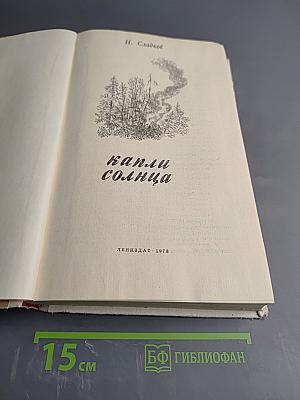 Н. Сладков
капли
солнца
ЛЕНИЗДАТ · 1978
15 см
БФ ГИБЛИОФАН